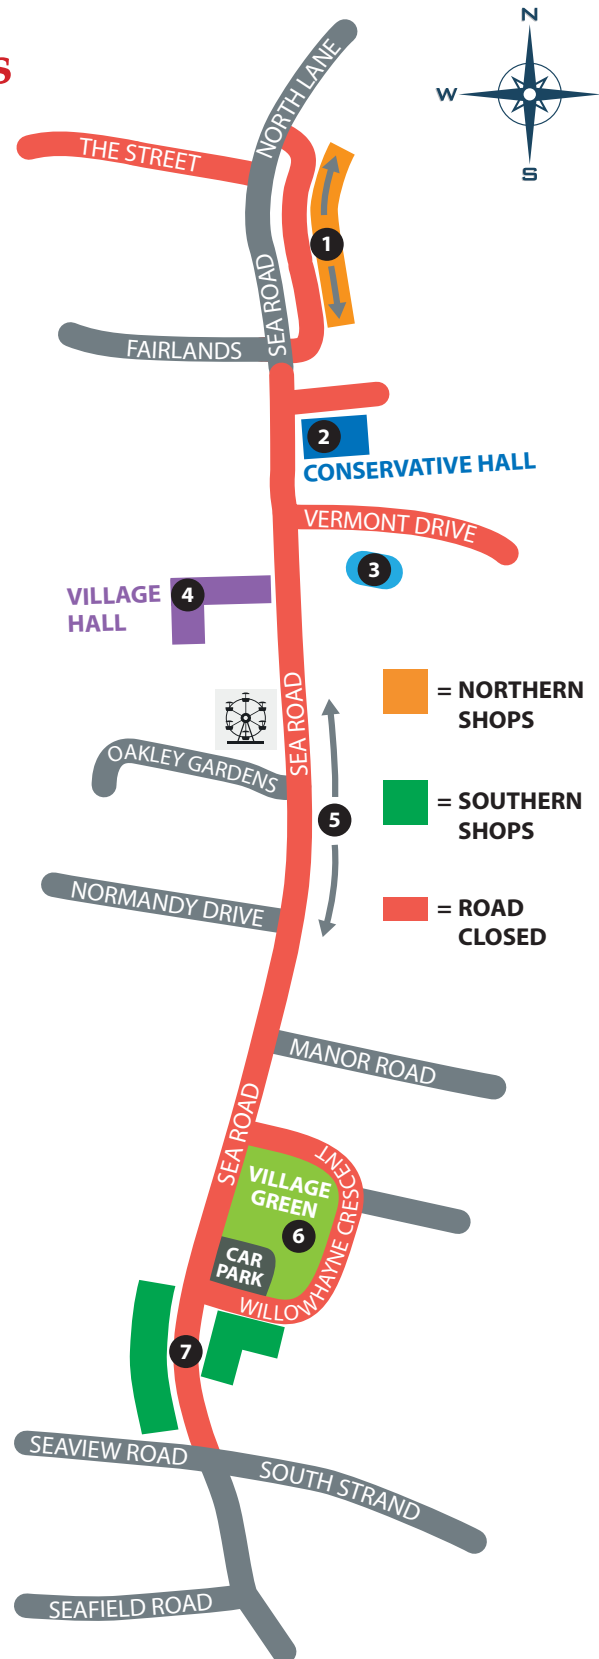 s
N
W
S
NORTH LANE
THE STREET
1
SEA ROAD
FAIRLANDS
2
CONSERVATIVE HALL
VERMONT DRIVE
3
VILLAGE
HALL
4
= NORTHERN
SHOPS
SEA ROAD
OAKLEY GARDENS
= SOUTHERN
SHOPS
5
NORMANDY DRIVE
= ROAD
CLOSED
MANOR ROAD
SEA ROAD
VILLAGE
GREEN
6
CAR
PARK
WILLOWHAYNE CRESCENT
7
SEAVIEW ROAD
SOUTH STRAND
SEAFIELD ROAD